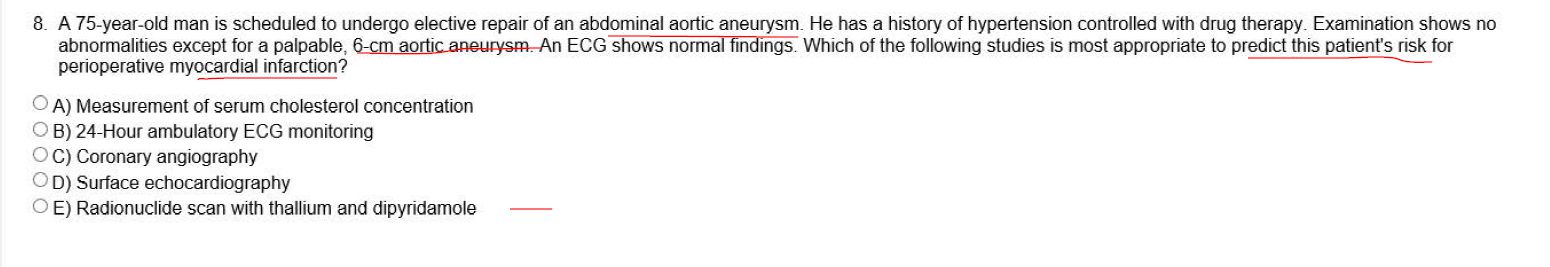 8. A 75-year-old man is scheduled to undergo elective repair of an abdominal aortic aneurysm. He has a history of hypertension controlled with drug therapy. Examination shows no
abnormalities except for a palpable, 6-cm aortic aneurysm. An ECG shows normal findings. Which of the following studies is most appropriate to predict this patient's risk for
perioperative myocardial infarction?
A) Measurement of serum cholesterol concentration
B) 24-Hour ambulatory ECG monitoring
C) Coronary angiography
D) Surface echocardiography
E) Radionuclide scan with thallium and dipyridamole